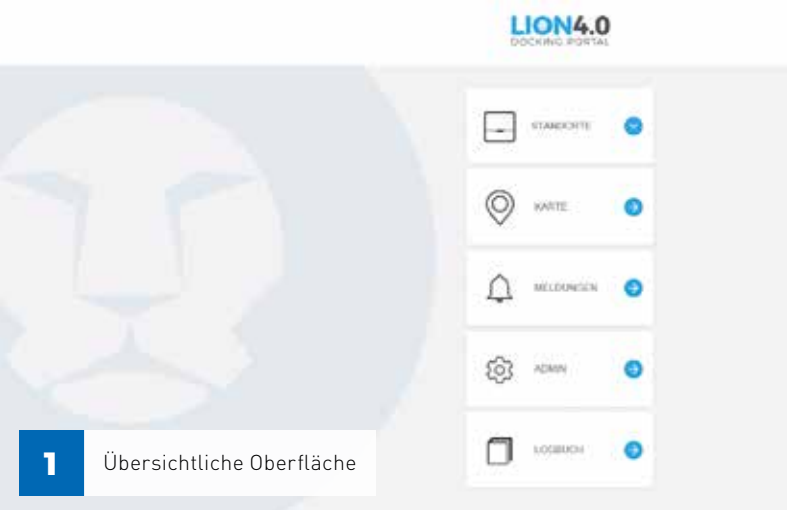 LION4.0
DOCKING PORTAL
STANDORTE
KARTE
MELDUNGEN
ADMIN
LOGBUCH
1
Übersichtliche Oberfläche